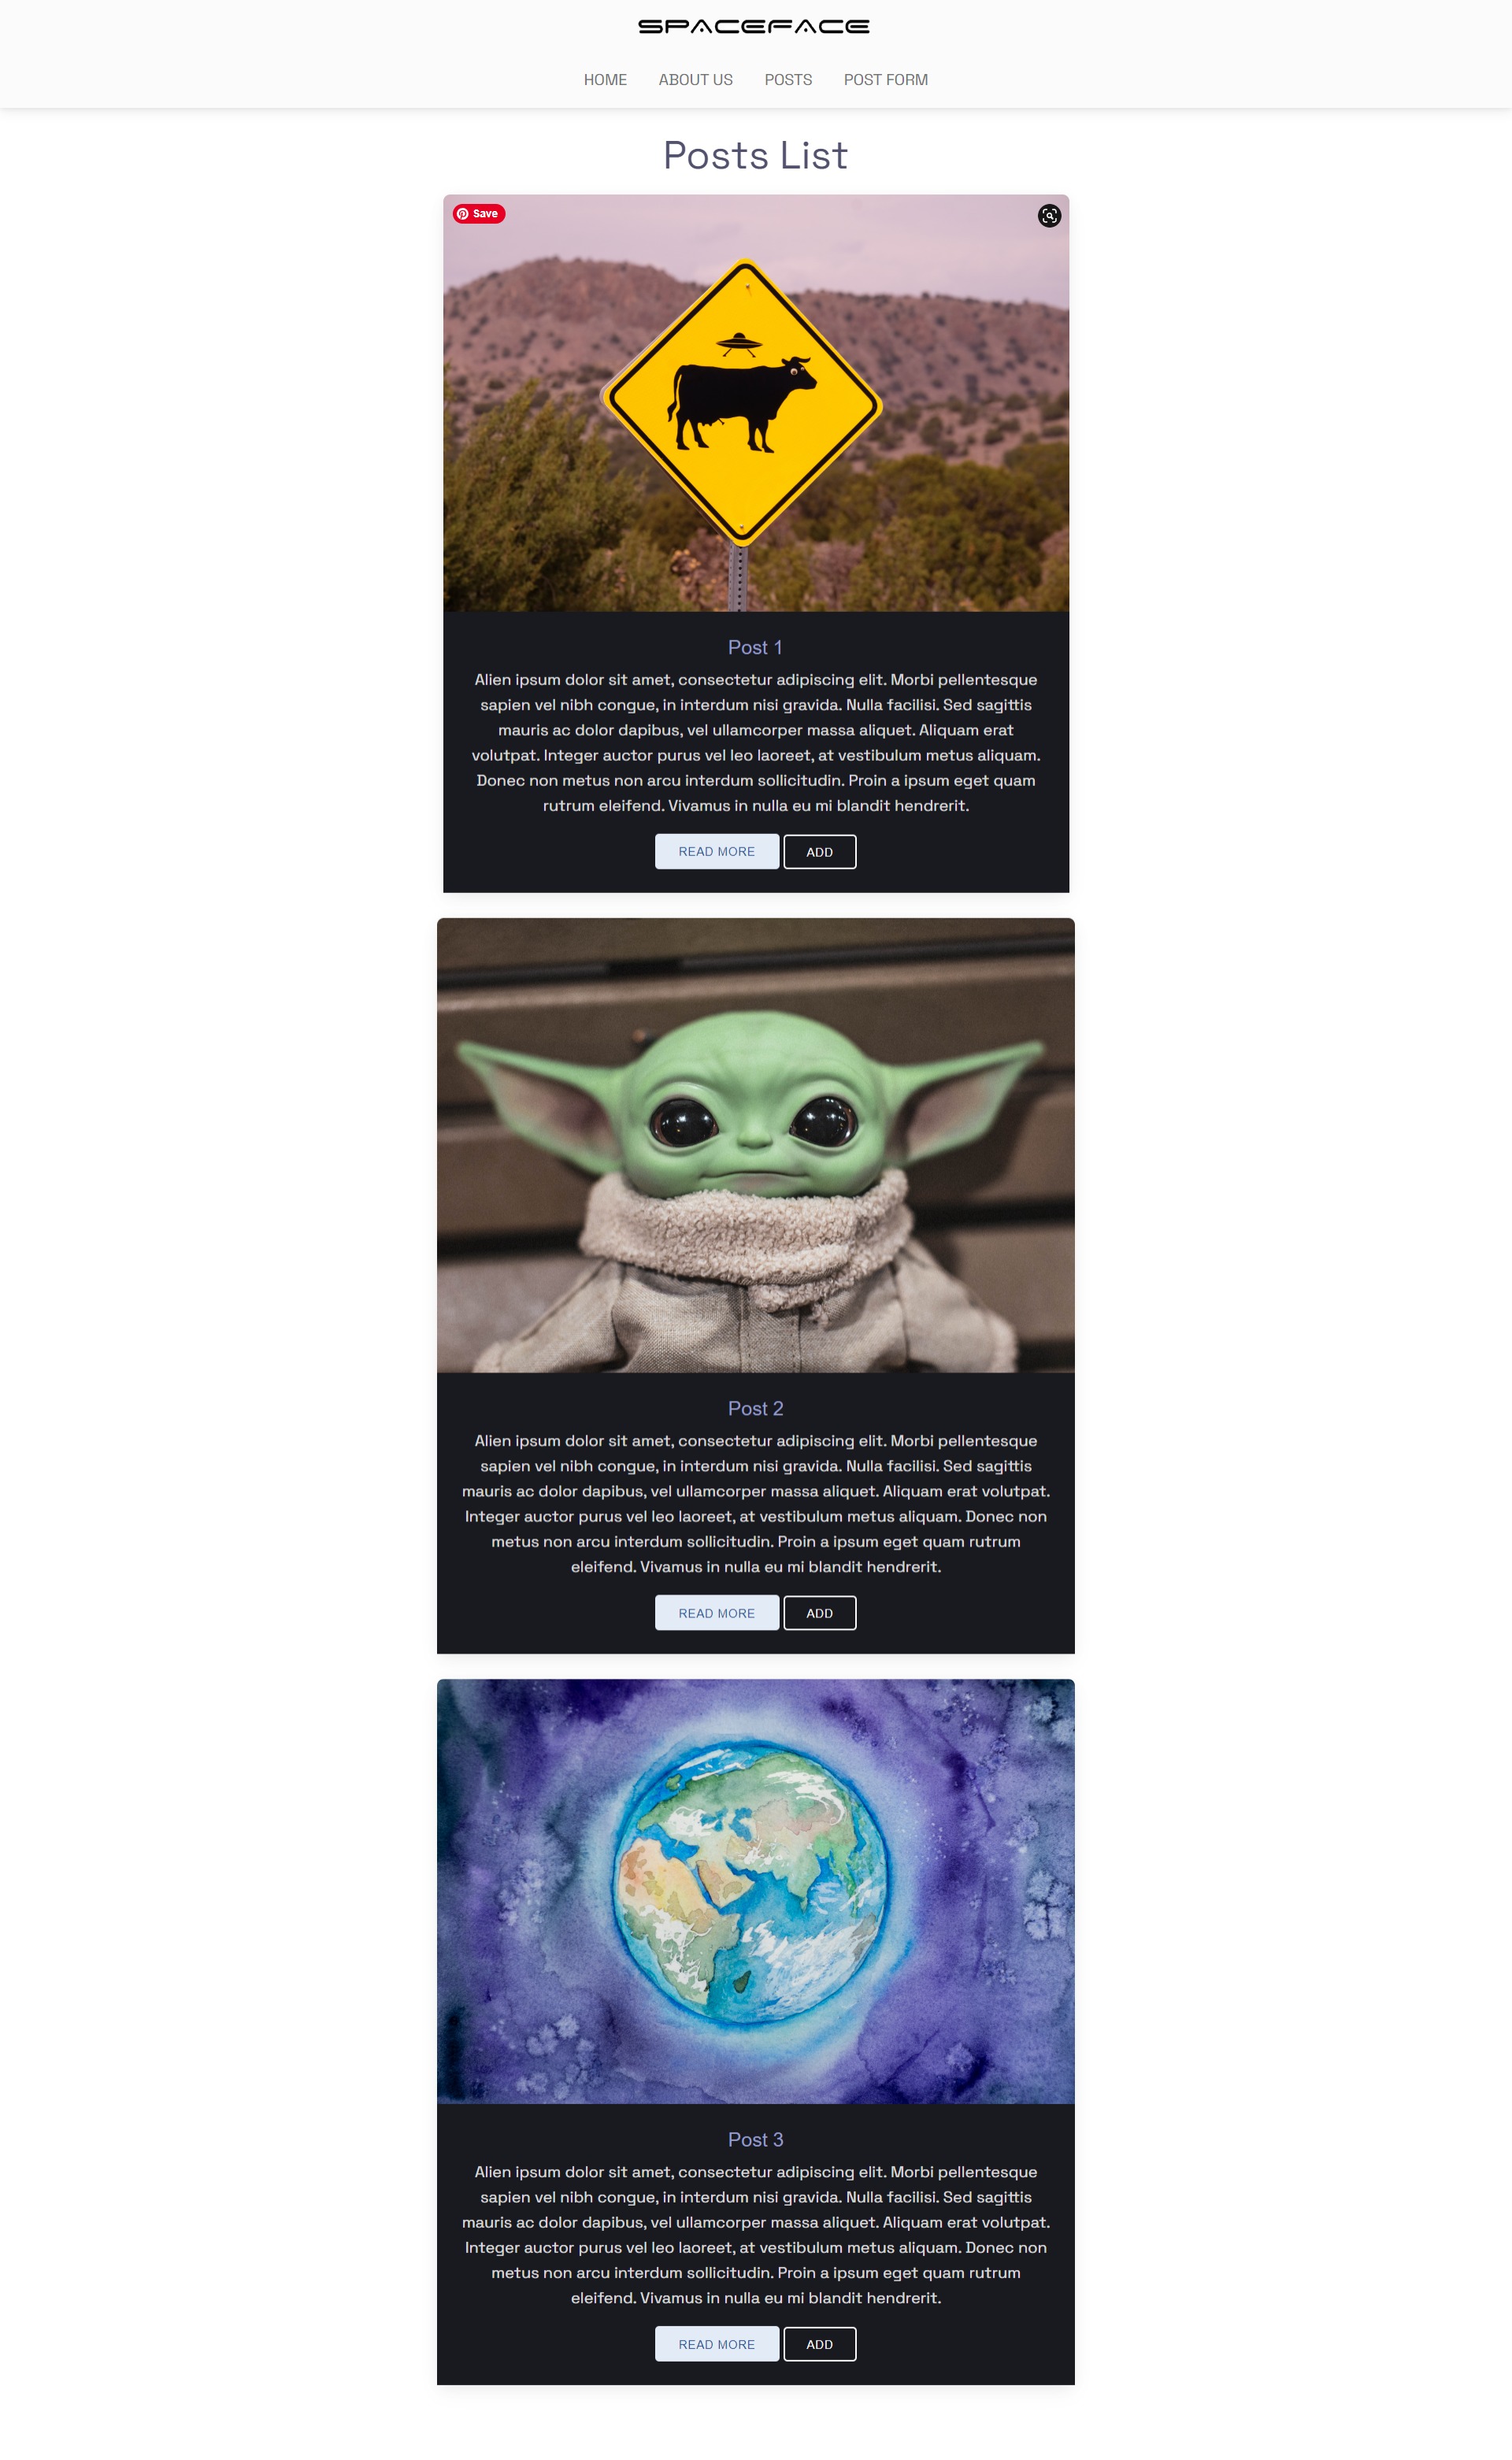 SPACEFACE
HOME ABOUT US POSTS POST FORM
Posts List
Save
Post 1
Alien ipsum dolor sit amet, consectetur adipiscing elit. Morbi pellentesque
sapien vel nibh congue, in interdum nisi gravida. Nulla facilisi. Sed sagittis
mauris ac dolor dapibus, vel ullamcorper massa aliquet. Aliquam erat
volutpat. Integer auctor purus vel leo laoreet, at vestibulum metus aliquam.
Donec non metus non arcu interdum sollicitudin. Proin a ipsum eget quam
rutrum eleifend. Vivamus in nulla eu mi blandit hendrerit.
READ MORE ADD
Post 2
Alien ipsum dolor sit amet, consectetur adipiscing elit. Morbi pellentesque
sapien vel nibh congue, in interdum nisi gravida. Nulla facilisi. Sed sagittis
mauris ac dolor dapibus, vel ullamcorper massa aliquet. Aliquam erat volutpat.
Integer auctor purus vel leo laoreet, at vestibulum metus aliquam. Donec non
metus non arcu interdum sollicitudin. Proin a ipsum eget quam rutrum
eleifend. Vivamus in nulla eu mi blandit hendrerit.
READ MORE ADD
Post 3
Alien ipsum dolor sit amet, consectetur adipiscing elit. Morbi pellentesque
sapien vel nibh congue, in interdum nisi gravida. Nulla facilisi. Sed sagittis
mauris ac dolor dapibus, vel ullamcorper massa aliquet. Aliquam erat volutpat.
Integer auctor purus vel leo laoreet, at vestibulum metus aliquam. Donec non
metus non arcu interdum sollicitudin. Proin a ipsum eget quam rutrum
eleifend. Vivamus in nulla eu mi blandit hendrerit.
READ MORE ADD